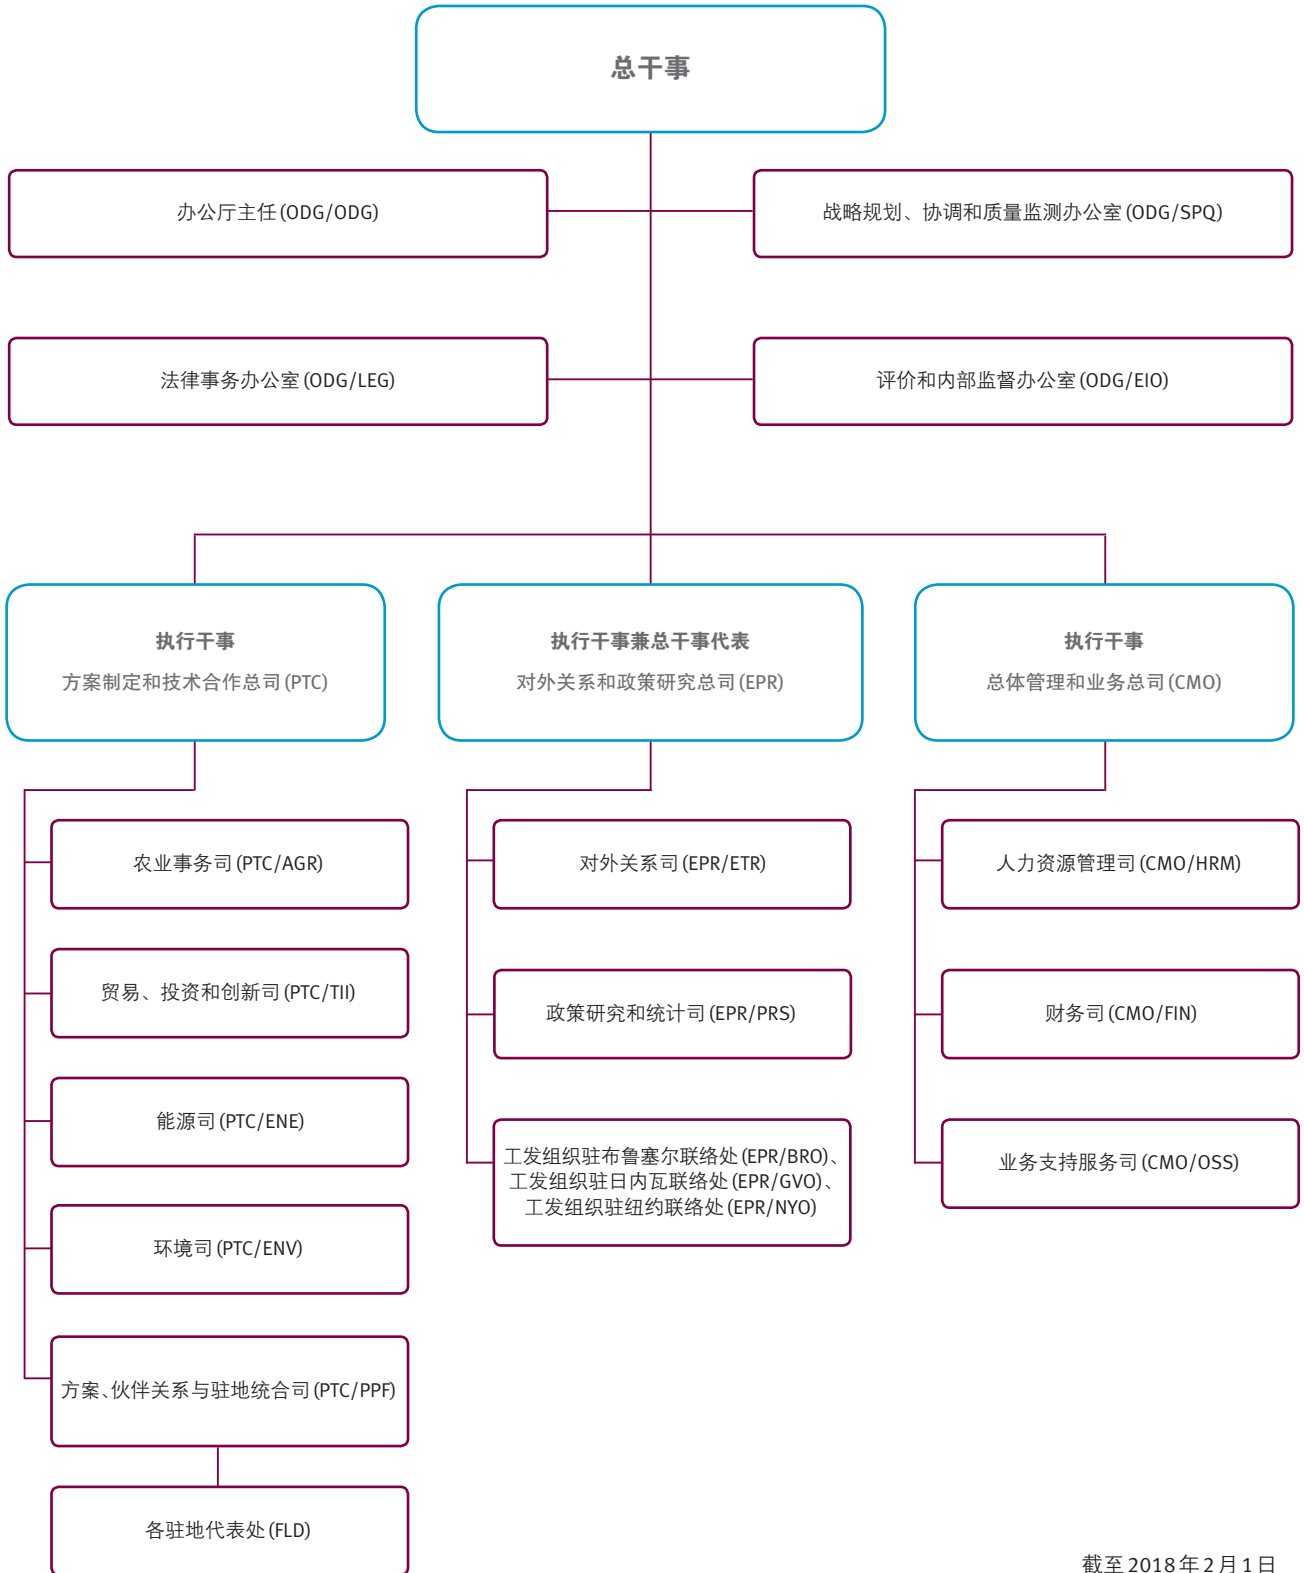 总干事
办公厅主任(ODG/ODG)
战略规划、协调和质量监测办公室(ODG/SPQ)
法律事务办公室(ODG/LEG)
评价和内部监督办公室(ODG/EIO)
执行干事
方案制定和技术合作总司(PTC)
执行干事兼总干事代表
对外关系和政策研究总司(EPR)
执行干事
总体管理和业务总司(CMO)
农业事务司(PTC/AGR)
贸易、投资和创新司(PTC/TII)
能源司(PTC/ENE)
环境司(PTC/ENV)
方案、伙伴关系与驻地统合司(PTC/PPF)
各驻地代表处(FLD)
对外关系司(EPR/ETR)
政策研究和统计司(EPR/PRS)
工发组织驻布鲁塞尔联络处(EPR/BRO)、
工发组织驻日内瓦联络处(EPR/GVO)、
工发组织驻纽约联络处(EPR/NYO)
人力资源管理司(CMO/HRM)
财务司(CMO/FIN)
业务支持服务司(CMO/OSS)
截至2018年2月1日